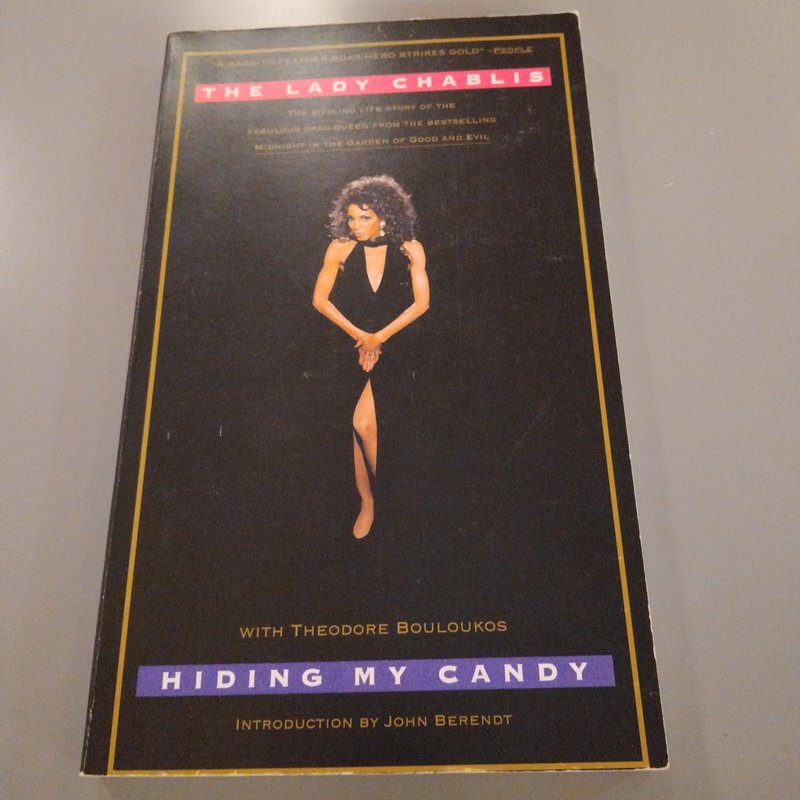 "A RAGS-TO-FEATHER BOAS HERO STRIKES GOLD" –PEOPLE
THE LADY CHABLIS
THE SIZZLING LIFE STORY OF THE
FABULOUS DRAG QUEEN FROM THE BESTSELLING
MIDNIGHT IN THE GARDEN OF GOOD AND EVIL
WITH THEODORE BOULOUKOS
HIDING MY CANDY
INTRODUCTION BY JOHN BERENDT